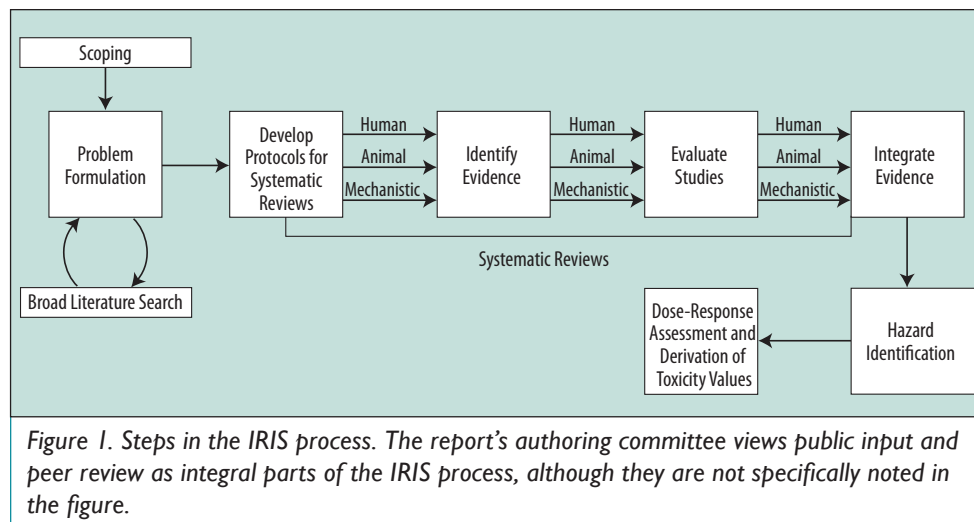 Scoping
Problem
Formulation
Broad Literature Search
Develop
Protocols for
Systematic
Reviews
Human
Animal
Mechanistic
Identify
Evidence
Human
Animal
Mechanistic
Evaluate
Studies
Human
Animal
Mechanistic
Integrate
Evidence
Systematic Reviews
Hazard
Identification
Dose-Response
Assessment and
Derivation of
Toxicity Values
Figure 1. Steps in the IRIS process. The report's authoring committee views public input and
peer review as integral parts of the IRIS process, although they are not specifically noted in
the figure.